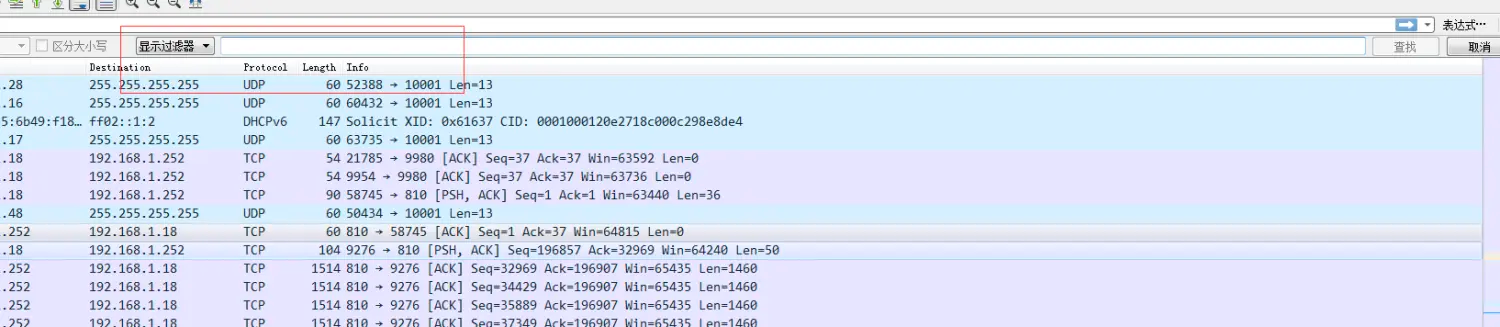 表达式…
区分大小写 显示过滤器 查找 取消
Destination Protocol Length Info
.28 255.255.255.255 UDP 60 52388 → 10001 Len=13
.16 255.255.255.255 UDP 60 60432 → 10001 Len=13
5:6b49:f18… ff02::1:2 DHCPv6 147 Solicit XID: 0x61637 CID: 0001000120e2718c000c298e8de4
.17 255.255.255.255 UDP 60 63735 → 10001 Len=13
.18 192.168.1.252 TCP 54 21785 → 9980 [ACK] Seq=37 Ack=37 Win=63592 Len=0
.18 192.168.1.252 TCP 54 9954 → 9980 [ACK] Seq=37 Ack=37 Win=63736 Len=0
.18 192.168.1.252 TCP 90 58745 → 810 [PSH, ACK] Seq=1 Ack=1 Win=63440 Len=36
.48 255.255.255.255 UDP 60 50434 → 10001 Len=13
.252 192.168.1.18 TCP 60 810 → 58745 [ACK] Seq=1 Ack=37 Win=64815 Len=0
.18 192.168.1.252 TCP 104 9276 → 810 [PSH, ACK] Seq=196857 Ack=32969 Win=64240 Len=50
.252 192.168.1.18 TCP 1514 810 → 9276 [ACK] Seq=32969 Ack=196907 Win=65435 Len=1460
.252 192.168.1.18 TCP 1514 810 → 9276 [ACK] Seq=34429 Ack=196907 Win=65435 Len=1460
.252 192.168.1.18 TCP 1514 810 → 9276 [ACK] Seq=35889 Ack=196907 Win=65435 Len=1460
.252 192.168.1.18 TCP 1514 810 → 9276 [ACK] Seq=37349 Ack=196907 Win=65435 Len=1460